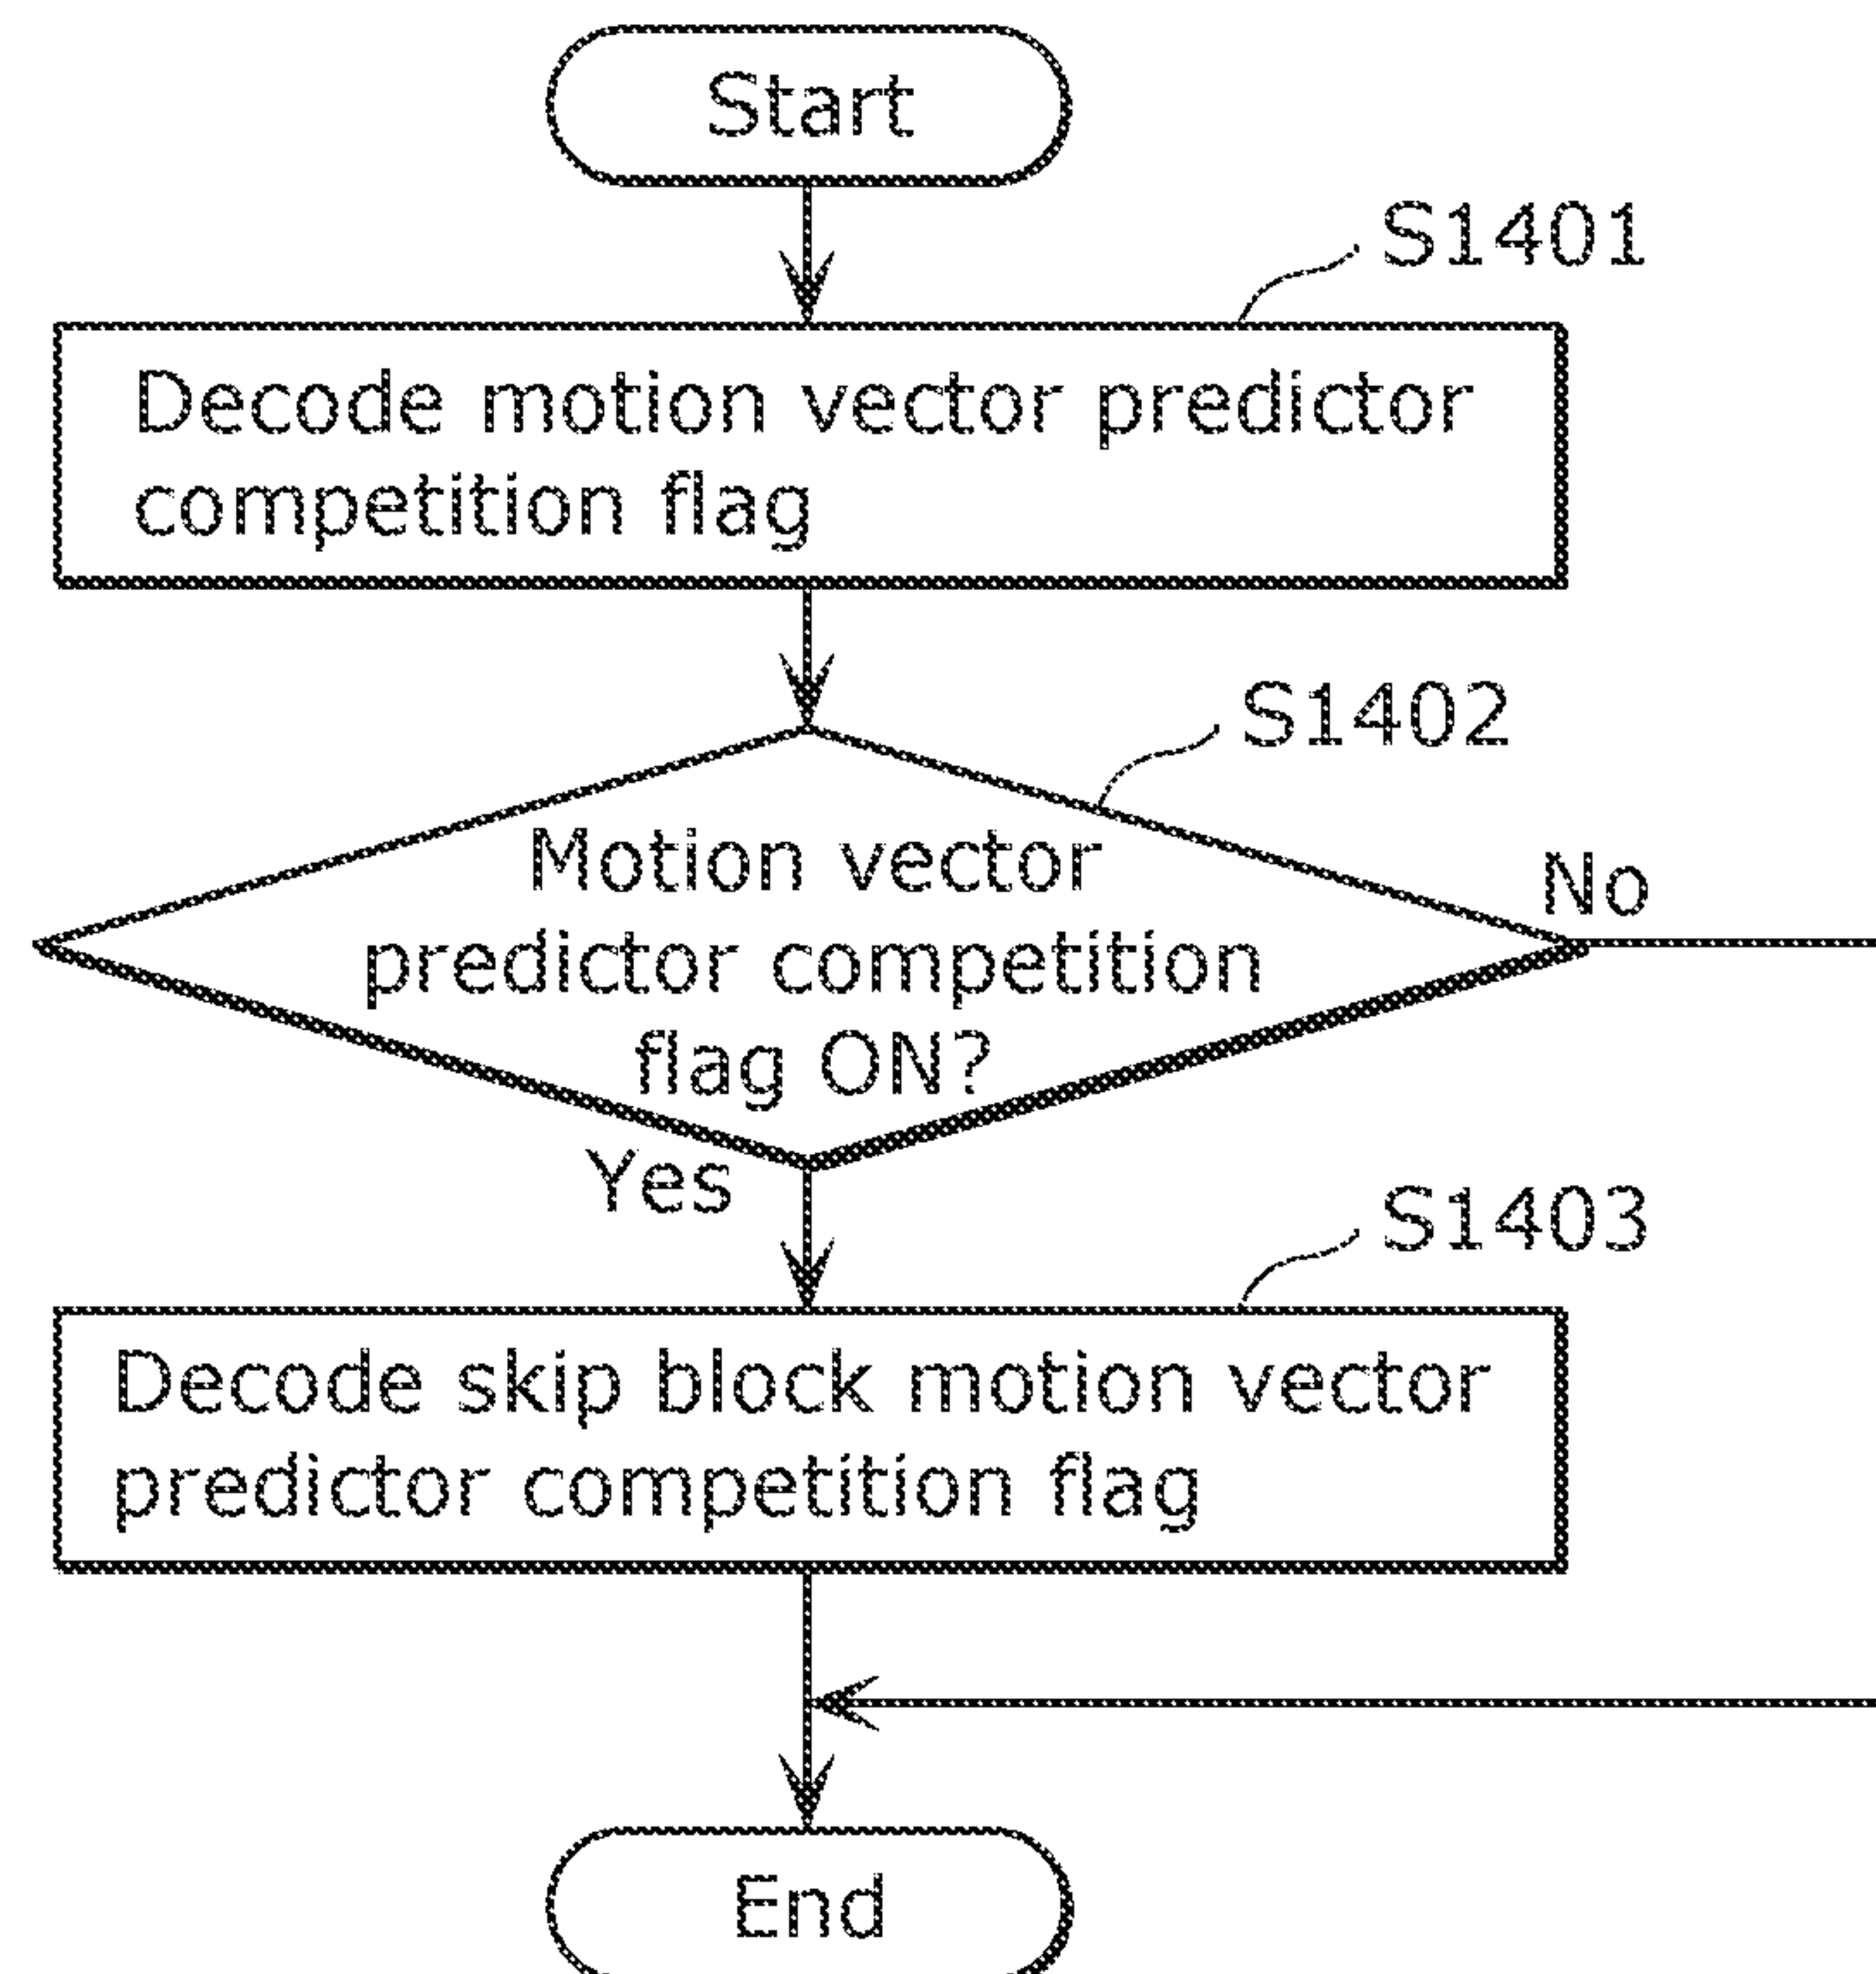 Start
S1401
Decode motion vector predictor
competition flag
S1402
Motion vector
predictor competition
flag ON?
No
Yes
S1403
Decode skip block motion vector
predictor competition flag
End